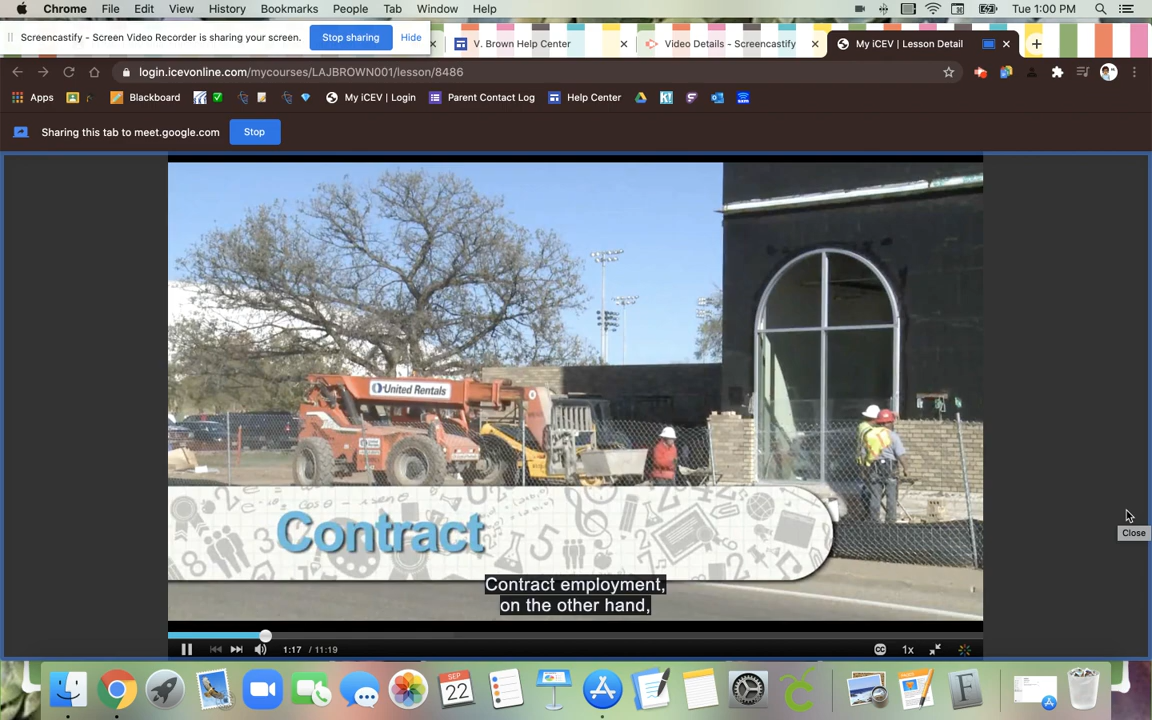 Chrome File Edit View History Bookmarks People Tab Window Help Tue 1:00 PM
Screencastify - Screen Video Recorder is sharing your screen. Stop sharing Hide
V. Brown Help Center Video Details - Screencastify My iCEV | Lesson Detail
login.icevonline.com/mycourses/LAJBROWN001/lesson/8486
Apps Blackboard My iCEV | Login Parent Contact Log Help Center
Sharing this tab to meet.google.com Stop
United Rentals
Contract
Contract employment,
on the other hand,
Close
1:17 / 11:19 CC 1x
SEP
22